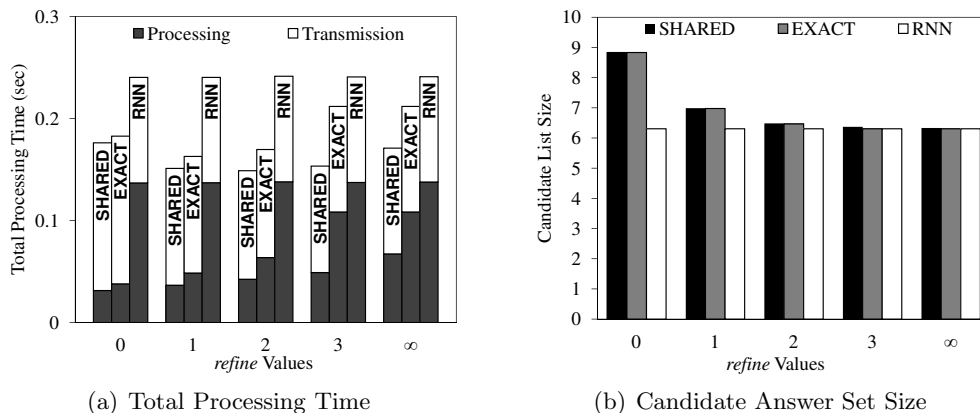 0.3
Processing
Transmission
0.2
0.1
0
Total Processing Time (sec)
SHARED
EXACT
RNN
SHARED
EXACT
RNN
SHARED
EXACT
RNN
SHARED
EXACT
RNN
SHARED
EXACT
RNN
0 1 2 3 ∞
refine Values
(a) Total Processing Time
10
9
8
7
6
5
4
3
2
1
0
Candidate List Size
SHARED
EXACT
RNN
0 1 2 3 ∞
refine Values
(b) Candidate Answer Set Size